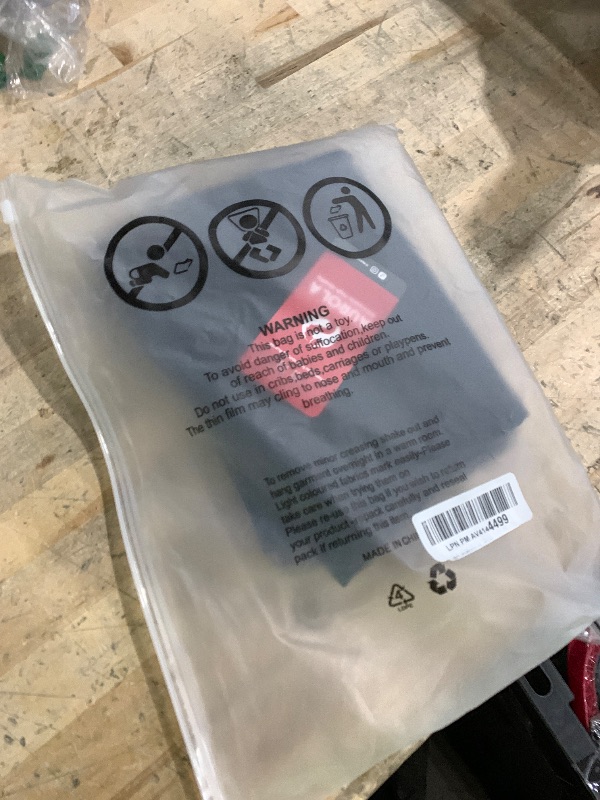 WARNING
This bag is not a toy.
To avoid danger of suffocation,keep out
of reach of babies and children.
Do not use in cribs,beds,carriages or playpens.
The thin film may cling to nose and mouth and prevent
breathing.
To remove minor creasing shake out and
hang garment overnight in a warm room.
Light coloured fabrics mark easily-Please
take care when trying them on
Please re-use this bag if you wish to return
your product-repack carefully and reseal
pack if returning this item
MADE IN
LPN PM 4499
4
LDPE